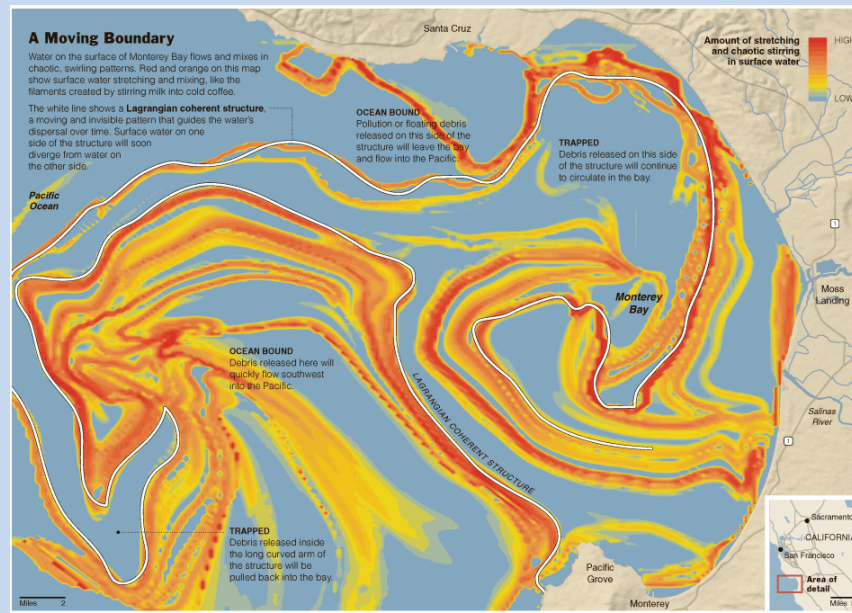 A Moving Boundary
Water on the surface of Monterey Bay flows and mixes in
chaotic, swirling patterns. Red and orange on this map
show surface water stretching and mixing, like the
filaments created by stirring milk into cold coffee.
The white line shows a Lagrangian coherent structure,
a moving and invisible pattern that guides the water's
dispersal over time. Surface water on one
side of the structure will soon
diverge from water on
the other side.
Santa Cruz
Amount of stretching
and chaotic stirring
in surface water
HIGH
LOW
OCEAN BOUND
Pollution or floating debris
released on this side of the
structure will leave the bay
and flow into the Pacific.
TRAPPED
Debris released on this side
of the structure will continue
to circulate in the bay.
Pacific
Ocean
1
Moss
Landing
Monterey
Bay
OCEAN BOUND
Debris released here will
quickly flow southwest
into the Pacific.
LAGRANGIAN COHERENT STRUCTURE
Salinas
River
1
TRAPPED
Debris released inside
the long curved arm of
the structure will be
pulled back into the bay.
Pacific
Grove
Monterey
Miles 2
Sacramento
CALIFORNIA
San Francisco
Area of
detail
Miles